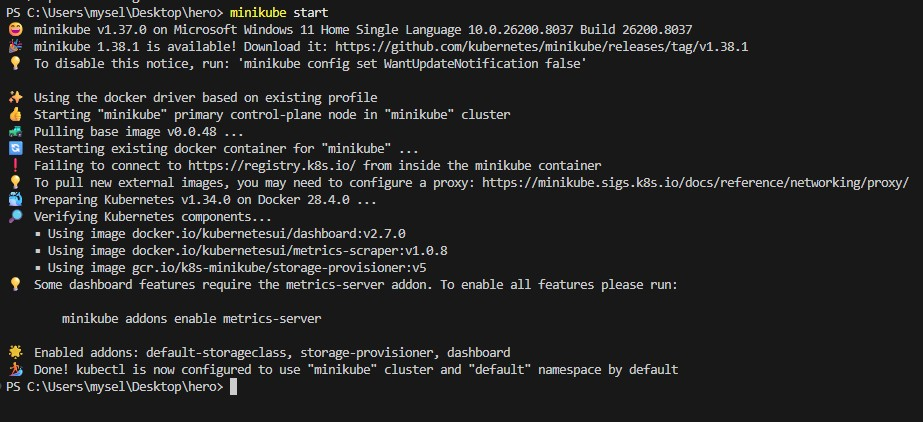 PS C:\Users\mysel\Desktop\hero> minikube start
😄 minikube v1.37.0 on Microsoft Windows 11 Home Single Language 10.0.26200.8037 Build 26200.8037
🎉 minikube 1.38.1 is available! Download it: https://github.com/kubernetes/minikube/releases/tag/v1.38.1
💡 To disable this notice, run: 'minikube config set WantUpdateNotification false'
✨ Using the docker driver based on existing profile
👍 Starting "minikube" primary control-plane node in "minikube" cluster
🚜 Pulling base image v0.0.48 ...
🔄 Restarting existing docker container for "minikube" ...
❗ Failing to connect to https://registry.k8s.io/ from inside the minikube container
💡 To pull new external images, you may need to configure a proxy: https://minikube.sigs.k8s.io/docs/reference/networking/proxy/
🐳 Preparing Kubernetes v1.34.0 on Docker 28.4.0 ...
🔎 Verifying Kubernetes components...
▪ Using image docker.io/kubernetesui/dashboard:v2.7.0
▪ Using image docker.io/kubernetesui/metrics-scraper:v1.0.8
▪ Using image gcr.io/k8s-minikube/storage-provisioner:v5
💡 Some dashboard features require the metrics-server addon. To enable all features please run:
minikube addons enable metrics-server
🌟 Enabled addons: default-storageclass, storage-provisioner, dashboard
🏄 Done! kubectl is now configured to use "minikube" cluster and "default" namespace by default
PS C:\Users\mysel\Desktop\hero>